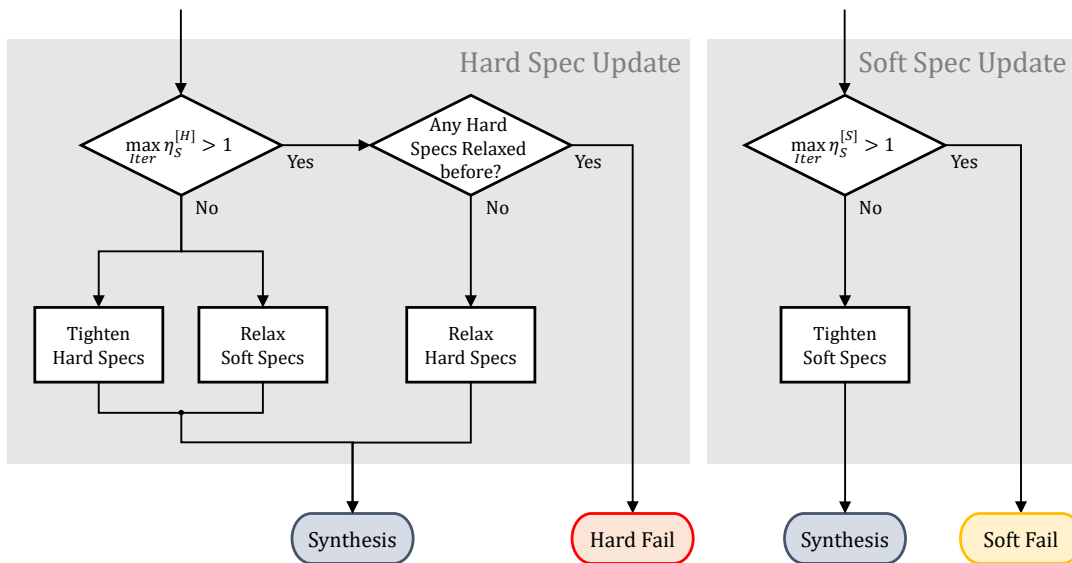 Hard Spec Update
max η_S^[H] > 1
Iter
Yes
No
Any Hard
Specs Relaxed
before?
Yes
No
Tighten
Hard Specs
Relax
Soft Specs
Relax
Hard Specs
Synthesis
Hard Fail
Soft Spec Update
max η_S^[S] > 1
Iter
Yes
No
Tighten
Soft Specs
Synthesis
Soft Fail